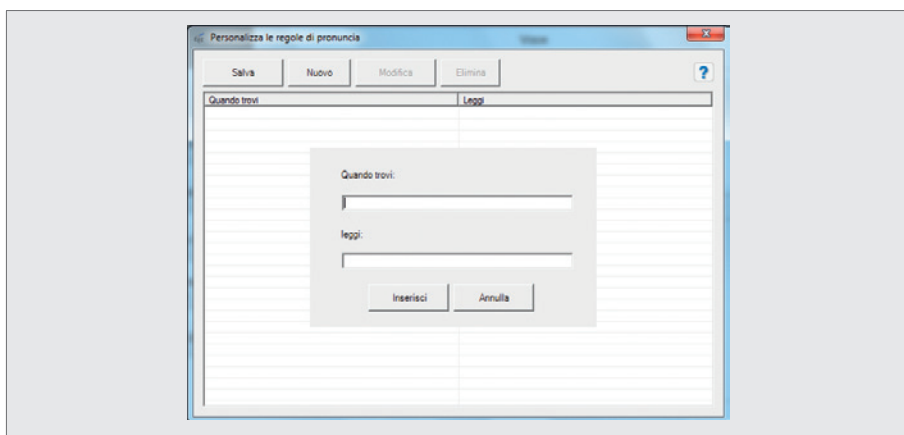 Personalizza le regole di pronuncia
Salva Nuovo Modifica Elimina ?
Quando trovi Leggi
Quando trovi:
leggi:
Inserisci Annulla